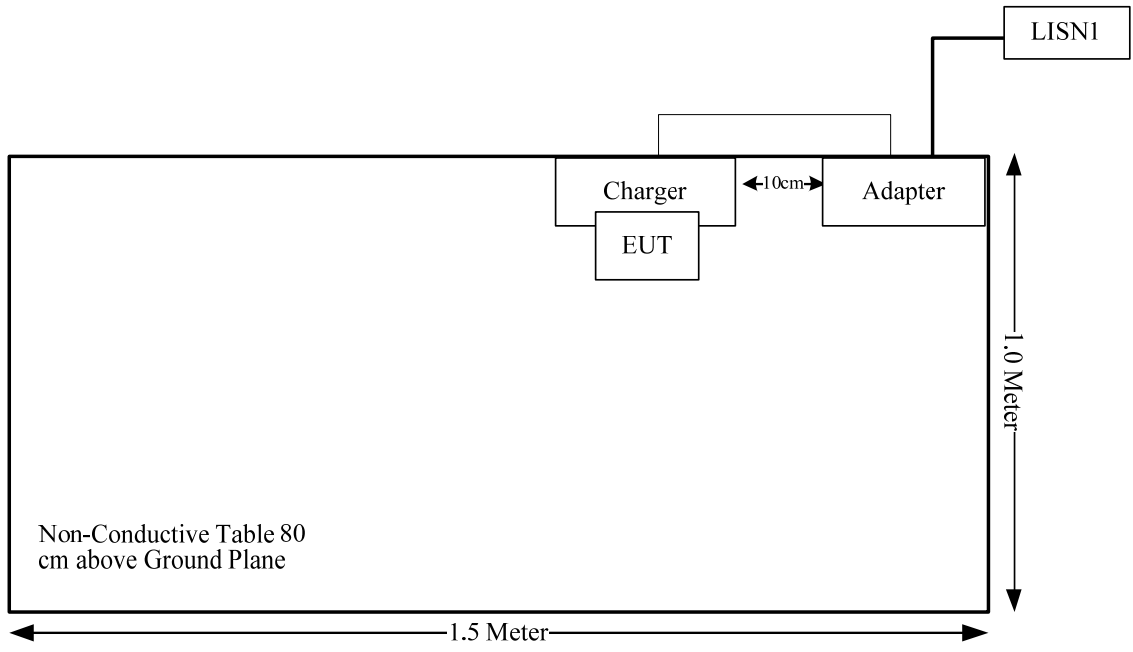 LISN1
Charger
10cm
Adapter
EUT
1.0 Meter
Non-Conductive Table 80
cm above Ground Plane
1.5 Meter